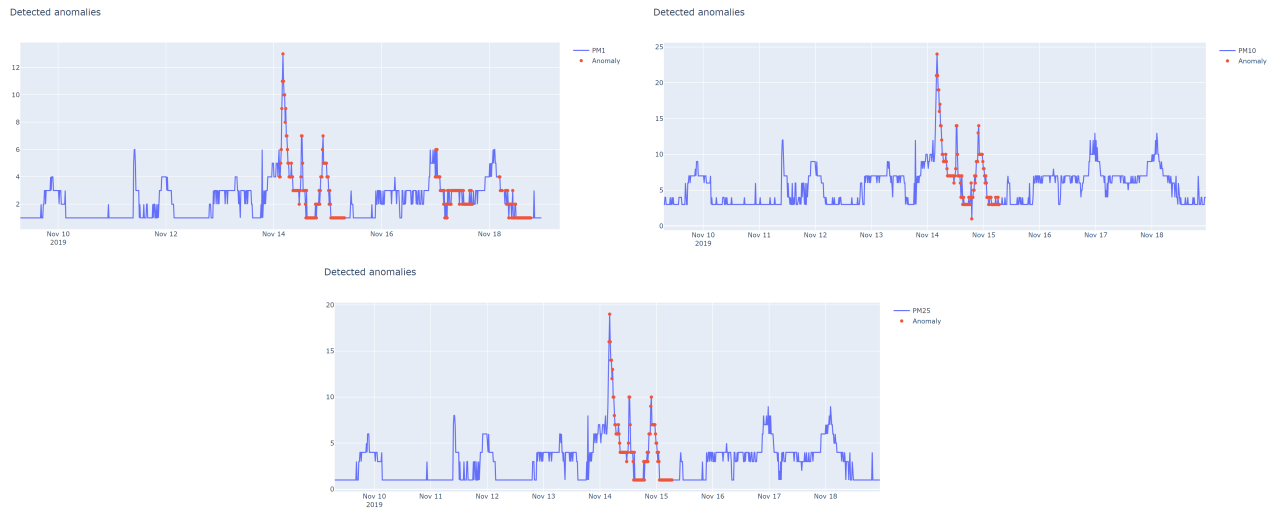 Detected anomalies
PM1
Anomaly
12
10
8
6
4
2
Nov 10
2019
Nov 12
Nov 14
Nov 16
Nov 18
Detected anomalies
PM10
Anomaly
25
20
15
10
5
0
Nov 10
2019
Nov 11
Nov 12
Nov 13
Nov 14
Nov 15
Nov 16
Nov 17
Nov 18
Detected anomalies
PM25
Anomaly
20
15
10
5
0
Nov 10
2019
Nov 11
Nov 12
Nov 13
Nov 14
Nov 15
Nov 16
Nov 17
Nov 18